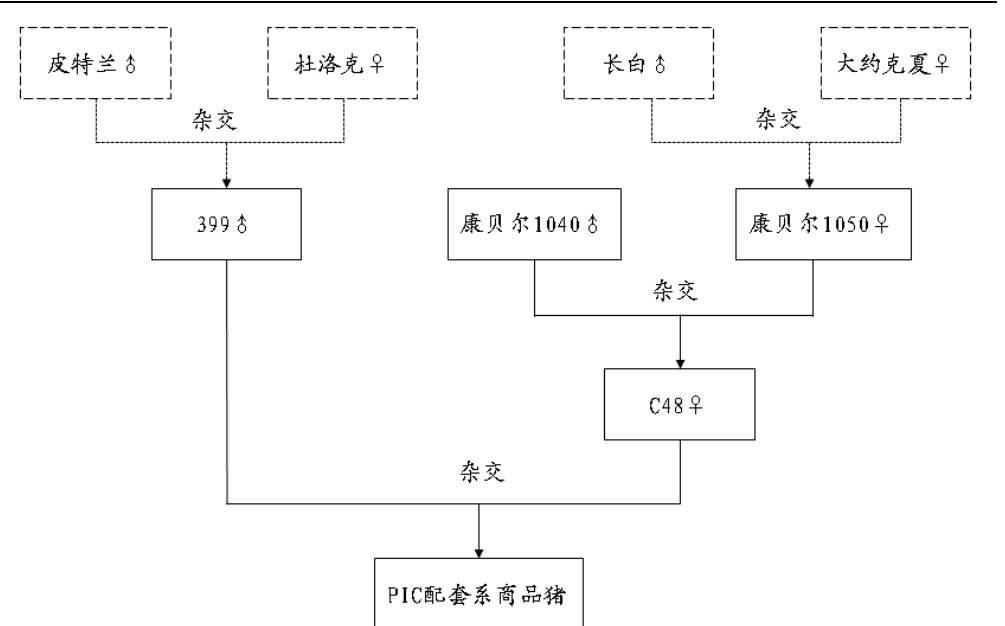 皮特兰♂
杜洛克♀
长白♂
大约克夏♀
杂交
杂交
399♂
康贝尔1040♂
康贝尔1050♀
杂交
C48♀
杂交
PIC配套系商品猪